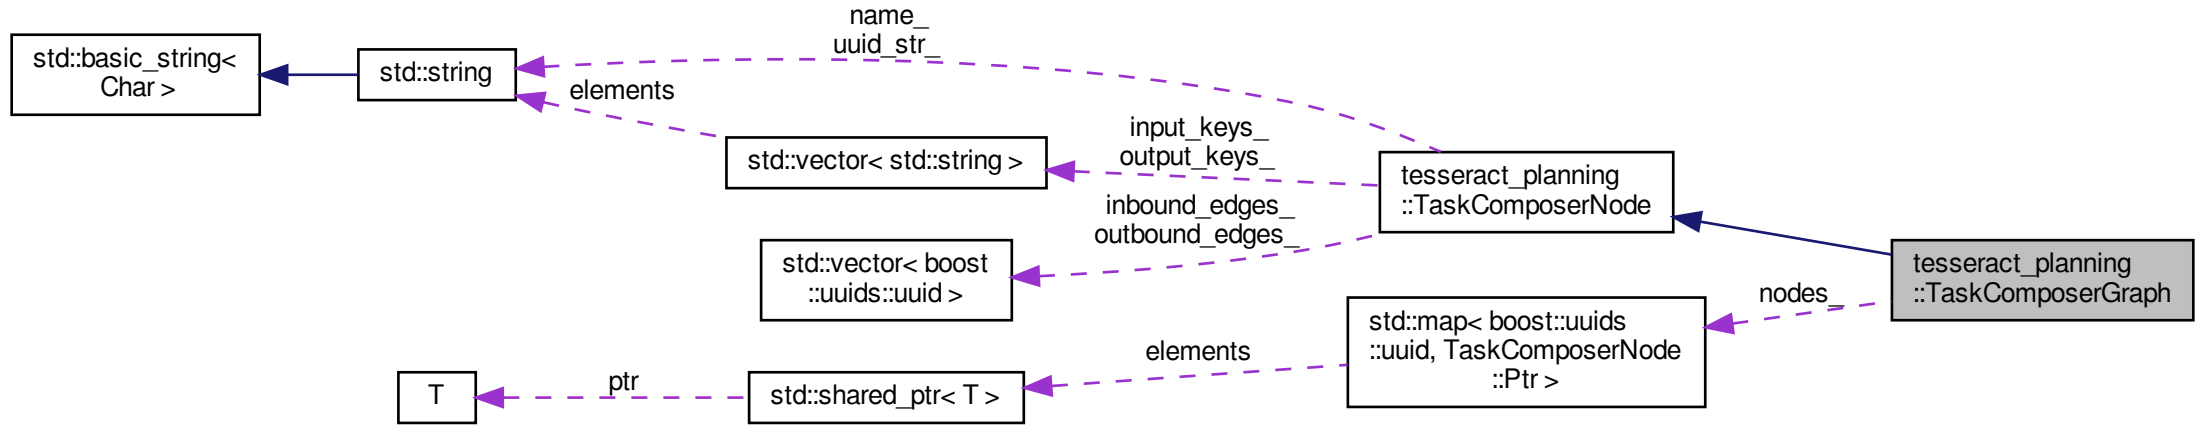 name_
uuid_str_
std::basic_string<
Char >
std::string
elements
input_keys_
output_keys_
std::vector< std::string >
tesseract_planning
::TaskComposerNode
inbound_edges_
outbound_edges_
std::vector< boost
::uuids::uuid >
tesseract_planning
::TaskComposerGraph
nodes_
std::map< boost::uuids
::uuid, TaskComposerNode
::Ptr >
elements
ptr
T
std::shared_ptr< T >